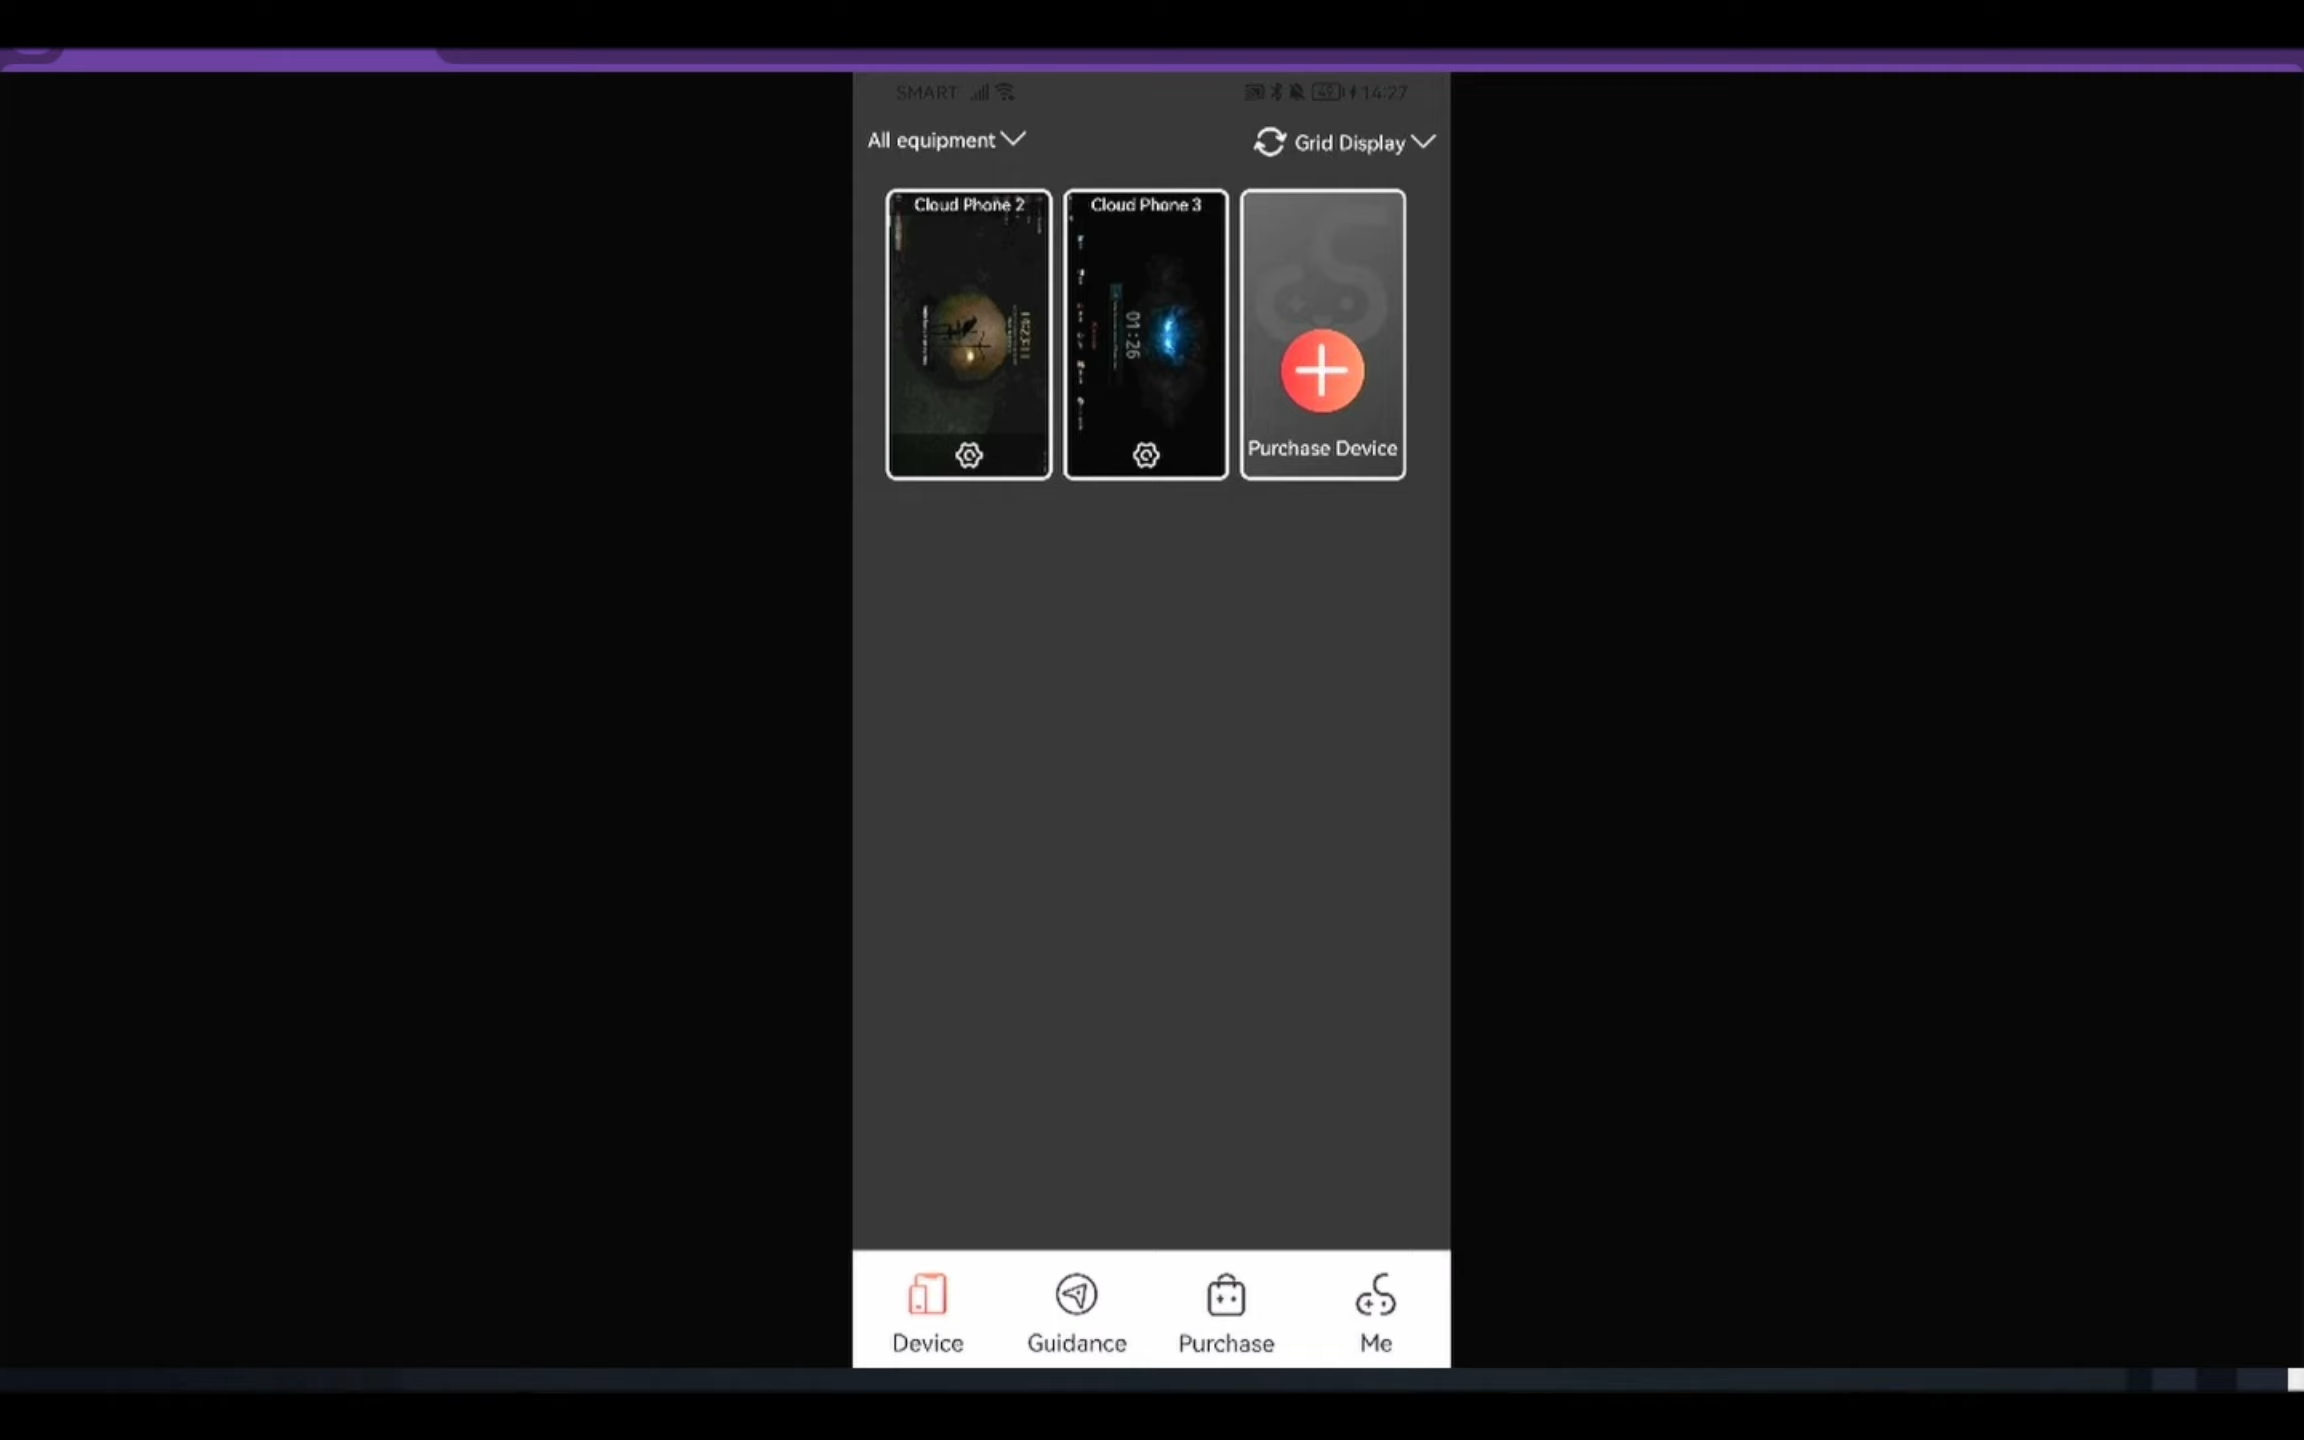 SMART 49 14:27
All equipment Grid Display
Cloud Phone 2 Cloud Phone 3
01:26
Purchase Device
Device Guidance Purchase Me